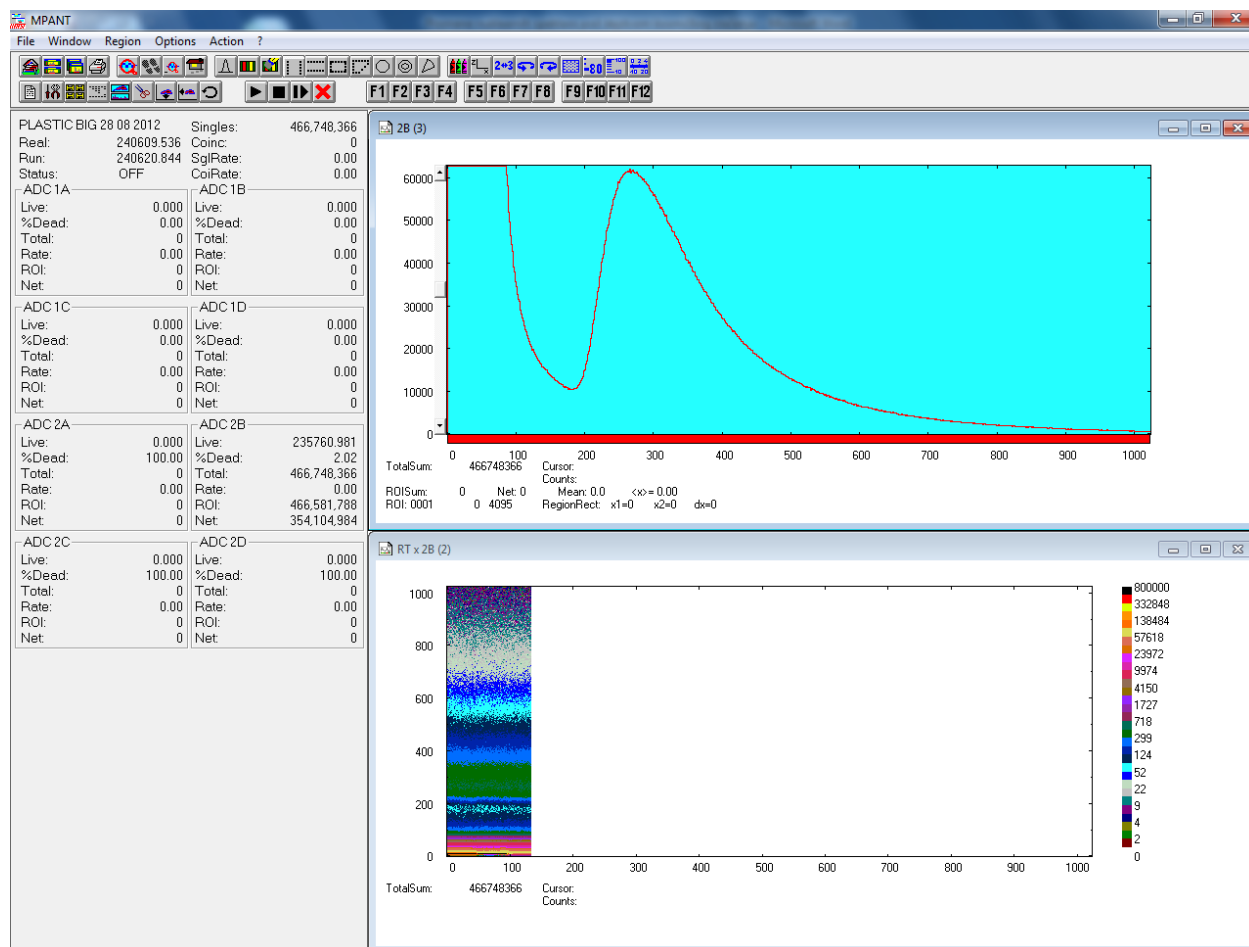 MPANT
File Window Region Options Action ?
2↔3 -80
F1 F2 F3 F4 F5 F6 F7 F8 F9 F10 F11 F12
PLASTIC BIG 28 08 2012 Singles: 466,748,366
Real: 240609.536 Coinc: 0
Run: 240620.844 SglRate: 0.00
Status: OFF CoiRate: 0.00
ADC 1A ADC 1B
Live: 0.000 Live: 0.000
%Dead: 0.00 %Dead: 0.00
Total: 0 Total: 0
Rate: 0.00 Rate: 0.00
ROI: 0 ROI: 0
Net: 0 Net: 0
ADC 1C ADC 1D
Live: 0.000 Live: 0.000
%Dead: 0.00 %Dead: 0.00
Total: 0 Total: 0
Rate: 0.00 Rate: 0.00
ROI: 0 ROI: 0
Net: 0 Net: 0
ADC 2A ADC 2B
Live: 0.000 Live: 235760.981
%Dead: 100.00 %Dead: 2.02
Total: 0 Total: 466,748,366
Rate: 0.00 Rate: 0.00
ROI: 0 ROI: 466,581,788
Net: 0 Net: 354,104,984
ADC 2C ADC 2D
Live: 0.000 Live: 0.000
%Dead: 100.00 %Dead: 100.00
Total: 0 Total: 0
Rate: 0.00 Rate: 0.00
ROI: 0 ROI: 0
Net: 0 Net: 0
2B (3)
60000
50000
40000
30000
20000
10000
0
0 100 200 300 400 500 600 700 800 900 1000
TotalSum: 466748366 Cursor:
Counts:
ROISum: 0 Net: 0 Mean: 0.0 <x>= 0.00
ROI: 0001 0 4095 RegionRect: x1=0 x2=0 dx=0
RT x 2B (2)
1000
800
600
400
200
0
0 100 200 300 400 500 600 700 800 900 1000
800000
332848
138484
57618
23972
9974
4150
1727
718
299
124
52
22
9
4
2
0
TotalSum: 466748366 Cursor:
Counts: